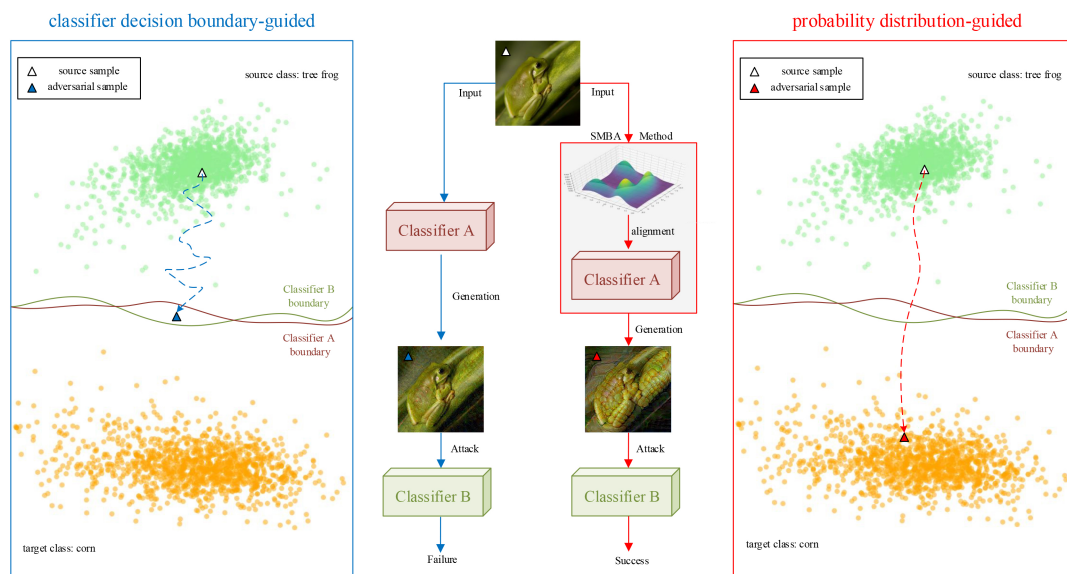 classifier decision boundary-guided
source sample
adversarial sample
source class: tree frog
Classifier B
boundary
Classifier A
boundary
target class: corn
Input
Input
SMBA
Method
Classifier A
alignment
Classifier A
Generation
Generation
Attack
Attack
Classifier B
Classifier B
Failure
Success
probability distribution-guided
source sample
adversarial sample
source class: tree frog
Classifier B
boundary
Classifier A
boundary
target class: corn